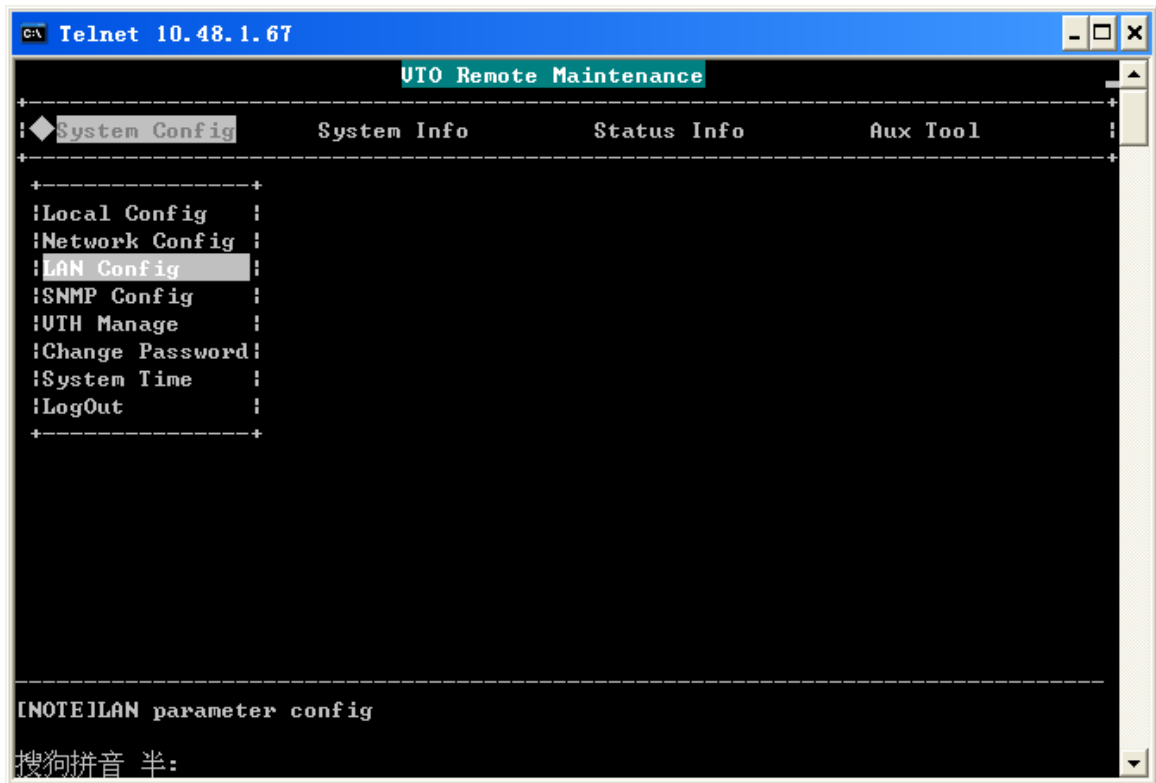 Telnet 10.48.1.67
VTO Remote Maintenance
System Config System Info Status Info Aux Tool
Local Config
Network Config
LAN Config
SNMP Config
VTH Manage
Change Password
System Time
LogOut
[NOTE]LAN parameter config
搜狗拼音 半: